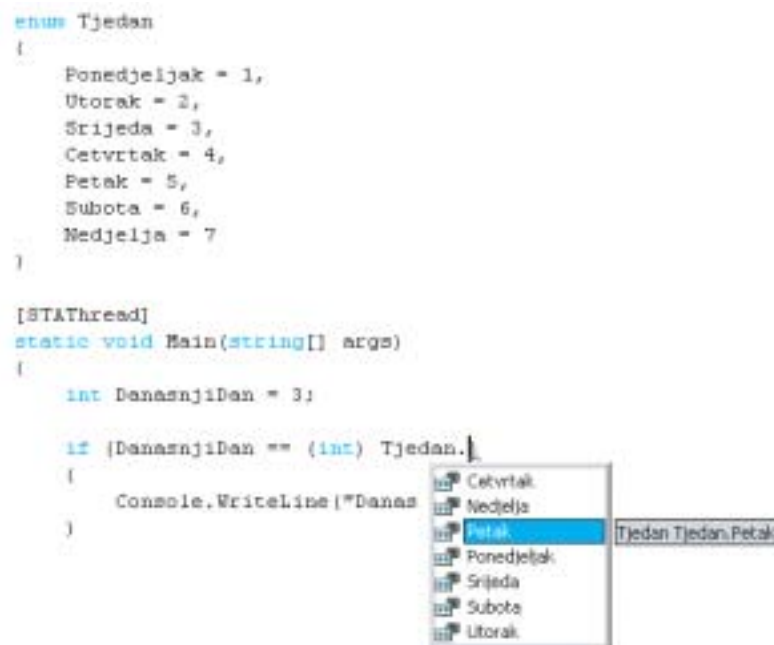 enum Tjedan
{
Ponedjeljak = 1,
Utorak = 2,
Srijeda = 3,
Cetvrtak = 4,
Petak = 5,
Subota = 6,
Nedjelja = 7
}
[STAThread]
static void Main(string[] args)
{
int DanasnjiDan = 3;
if (DanasnjiDan == (int) Tjedan.
{
Console.WriteLine("Danas
}
Cetvrtak
Nedjelja
Petak
Tjedan Tjedan.Petak
Ponedjeljak
Srijeda
Subota
Utorak